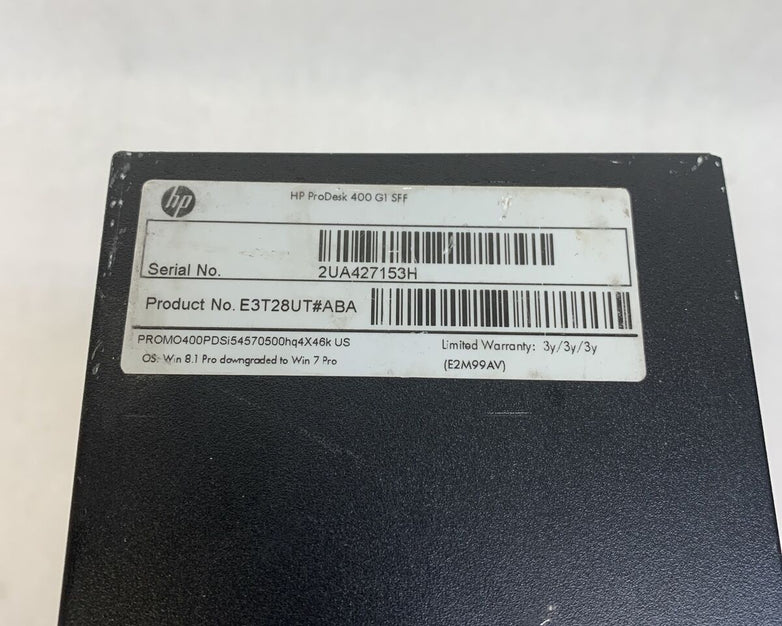 hp
HP ProDesk 400 G1 SFF
Serial No.
2UA427153H
Product No. E3T28UT#ABA
PROMO400PDSi54570500hq4X46k US
Limited Warranty: 3y/3y/3y
OS: Win 8.1 Pro downgraded to Win 7 Pro
(E2M99AV)